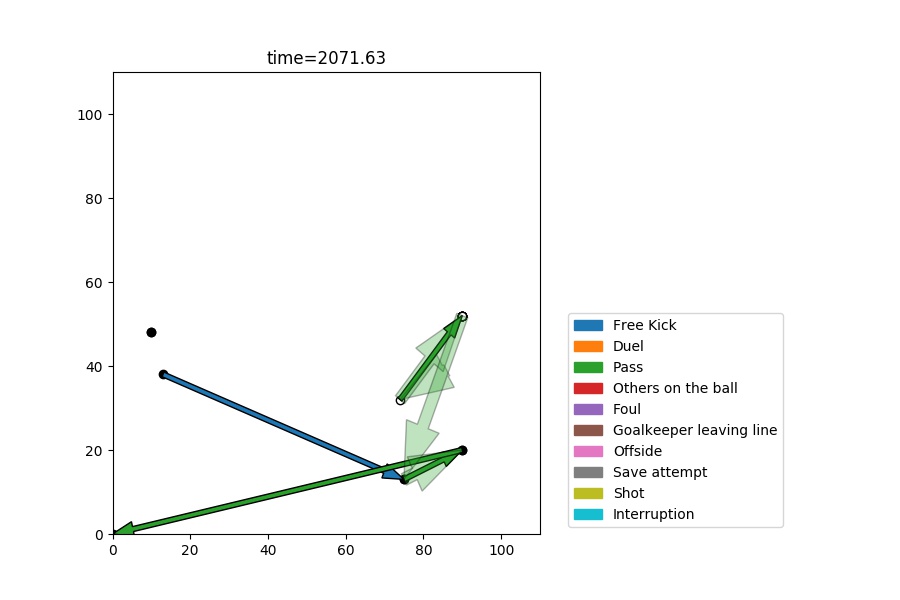 time=2071.63
100
80
60
40
20
0
0 20 40 60 80 100
Free Kick
Duel
Pass
Others on the ball
Foul
Goalkeeper leaving line
Offside
Save attempt
Shot
Interruption